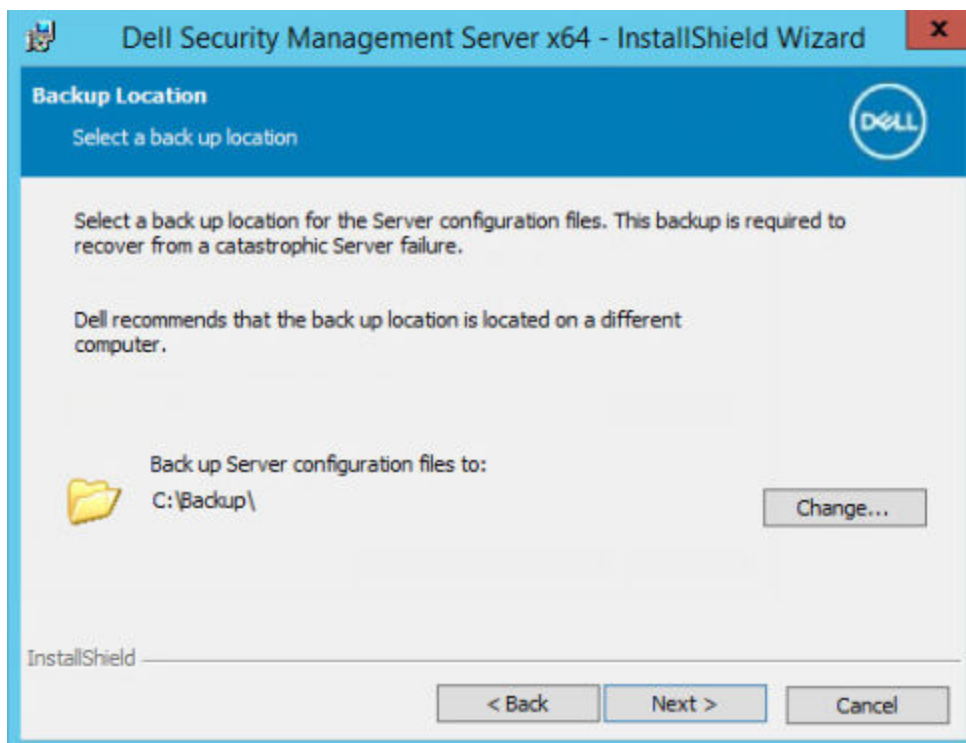 Dell Security Management Server x64 - InstallShield Wizard
x
Backup Location
Select a back up location
DELL
Select a back up location for the Server configuration files. This backup is required to
recover from a catastrophic Server failure.
Dell recommends that the back up location is located on a different
computer.
Back up Server configuration files to:
C:\Backup\
Change...
InstallShield
< Back
Next >
Cancel